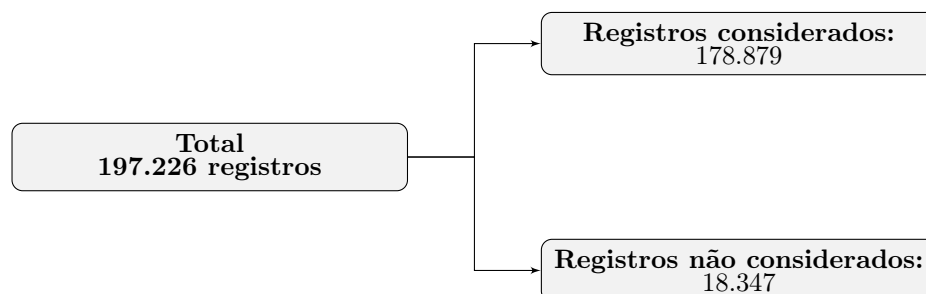 Total
197.226 registros
Registros considerados:
178.879
Registros não considerados:
18.347